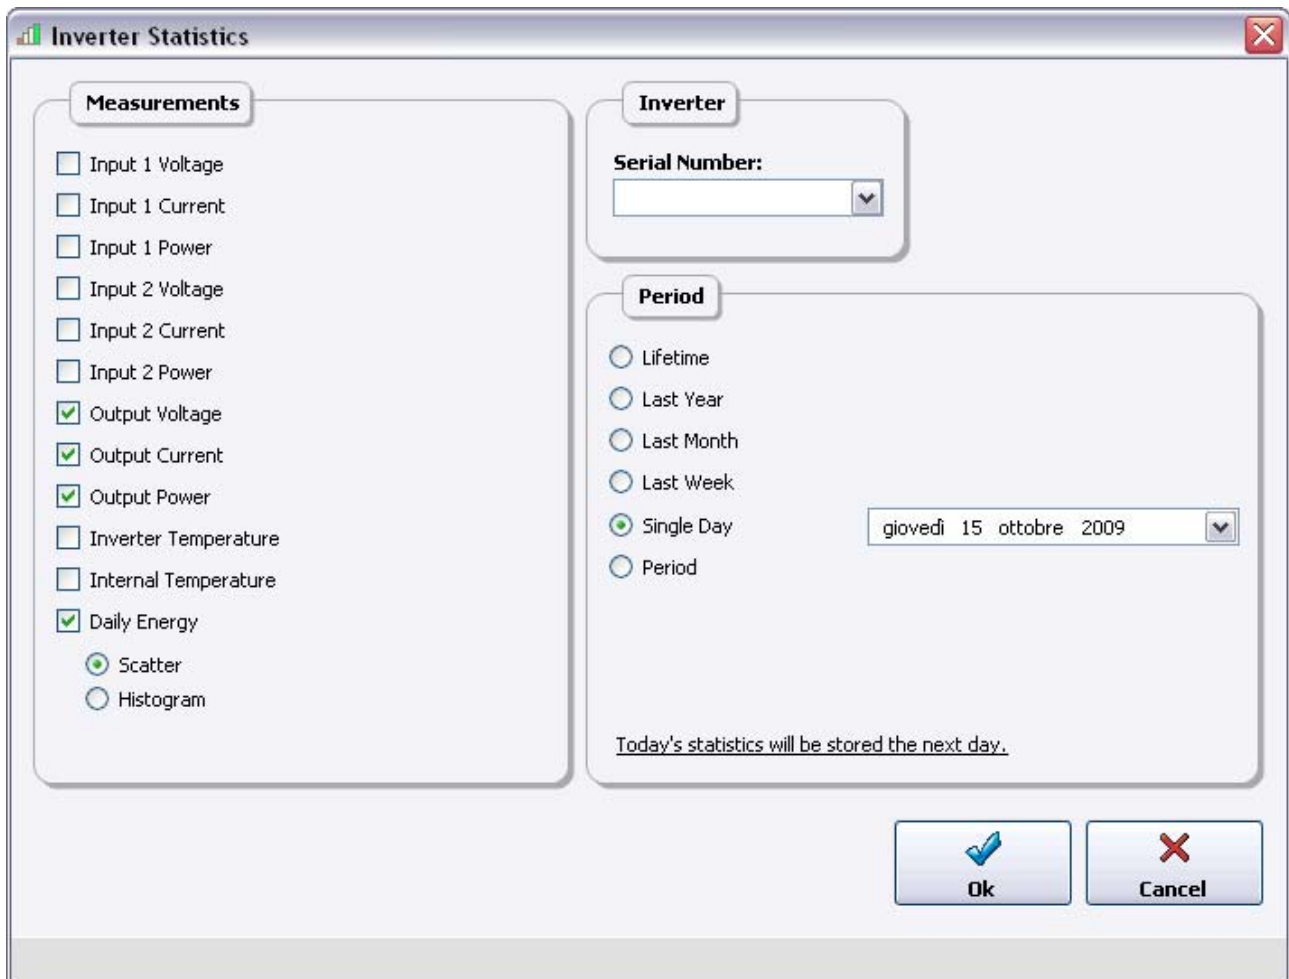 Inverter Statistics
Measurements
Input 1 Voltage
Input 1 Current
Input 1 Power
Input 2 Voltage
Input 2 Current
Input 2 Power
Output Voltage
Output Current
Output Power
Inverter Temperature
Internal Temperature
Daily Energy
Scatter
Histogram
Inverter
Serial Number:
Period
Lifetime
Last Year
Last Month
Last Week
Single Day giovedì 15 ottobre 2009
Period
Today's statistics will be stored the next day.
Ok Cancel